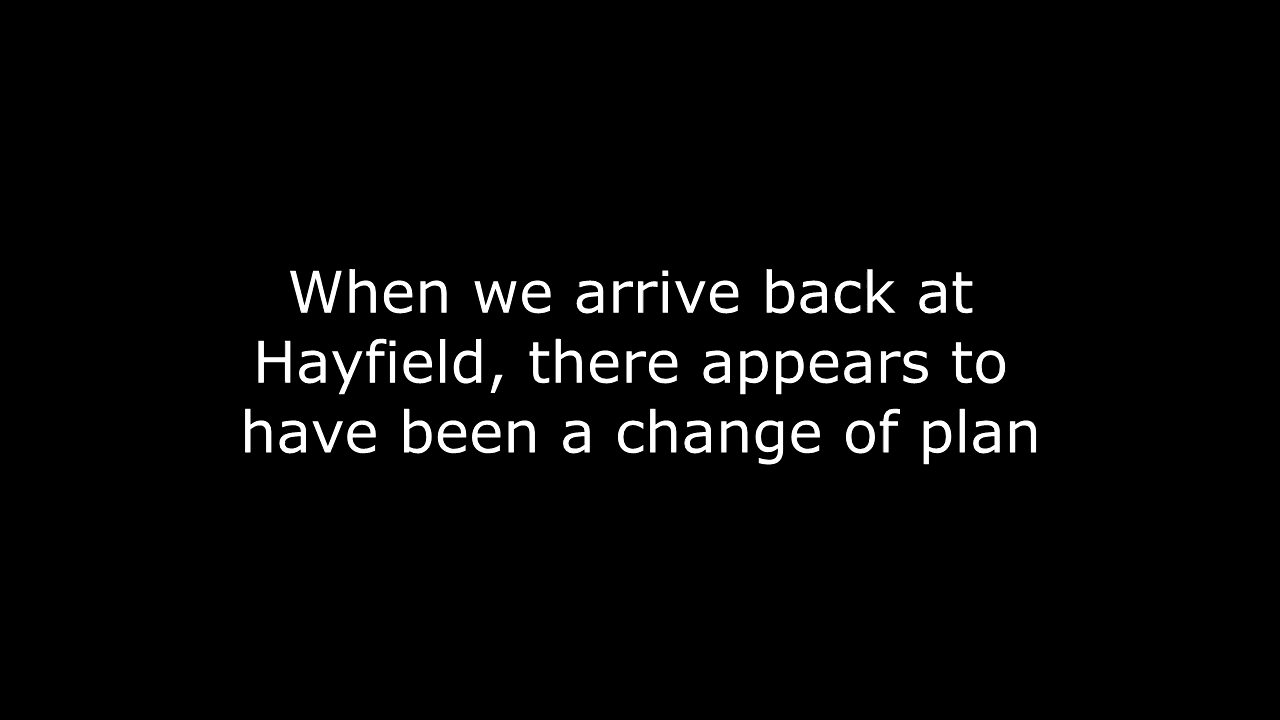 When we arrive back at
Hayfield, there appears to
have been a change of plan